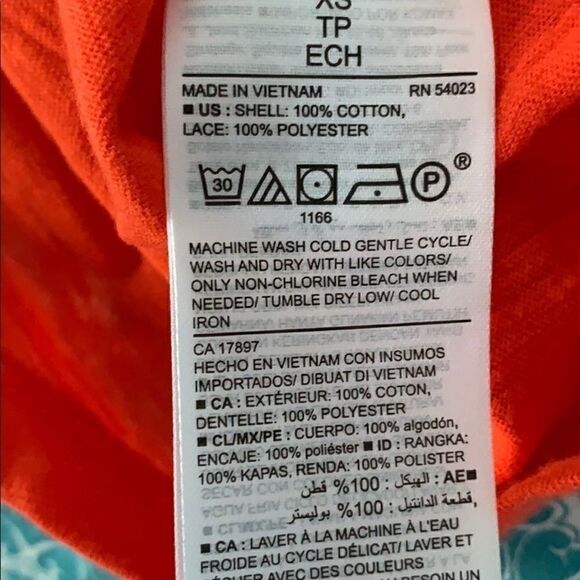 XS
TP
ECH
MADE IN VIETNAM RN 54023
■ US : SHELL: 100% COTTON,
LACE: 100% POLYESTER
30 P ®
1166
MACHINE WASH COLD GENTLE CYCLE/
WASH AND DRY WITH LIKE COLORS/
ONLY NON-CHLORINE BLEACH WHEN
NEEDED/ TUMBLE DRY LOW/ COOL
IRON
CA 17897
HECHO EN VIETNAM CON INSUMOS
IMPORTADOS/ DIBUAT DI VIETNAM
■ CA : EXTÉRIEUR: 100% COTON,
DENTELLE: 100% POLYESTER
■ CL/MX/PE : CUERPO: 100% algodón,
ENCAJE: 100% poliéster ■ ID : RANGKA:
100% KAPAS, RENDA: 100% POLISTER
■AE : الهيكل : 100% قطن
قطعة الدانتيل : 100% بوليستر
■ CA : LAVER À LA MACHINE À L'EAU
FROIDE AU CYCLE DÉLICAT/ LAVER ET
SÉCHER AVEC DES COULEURS
BESOIN UN